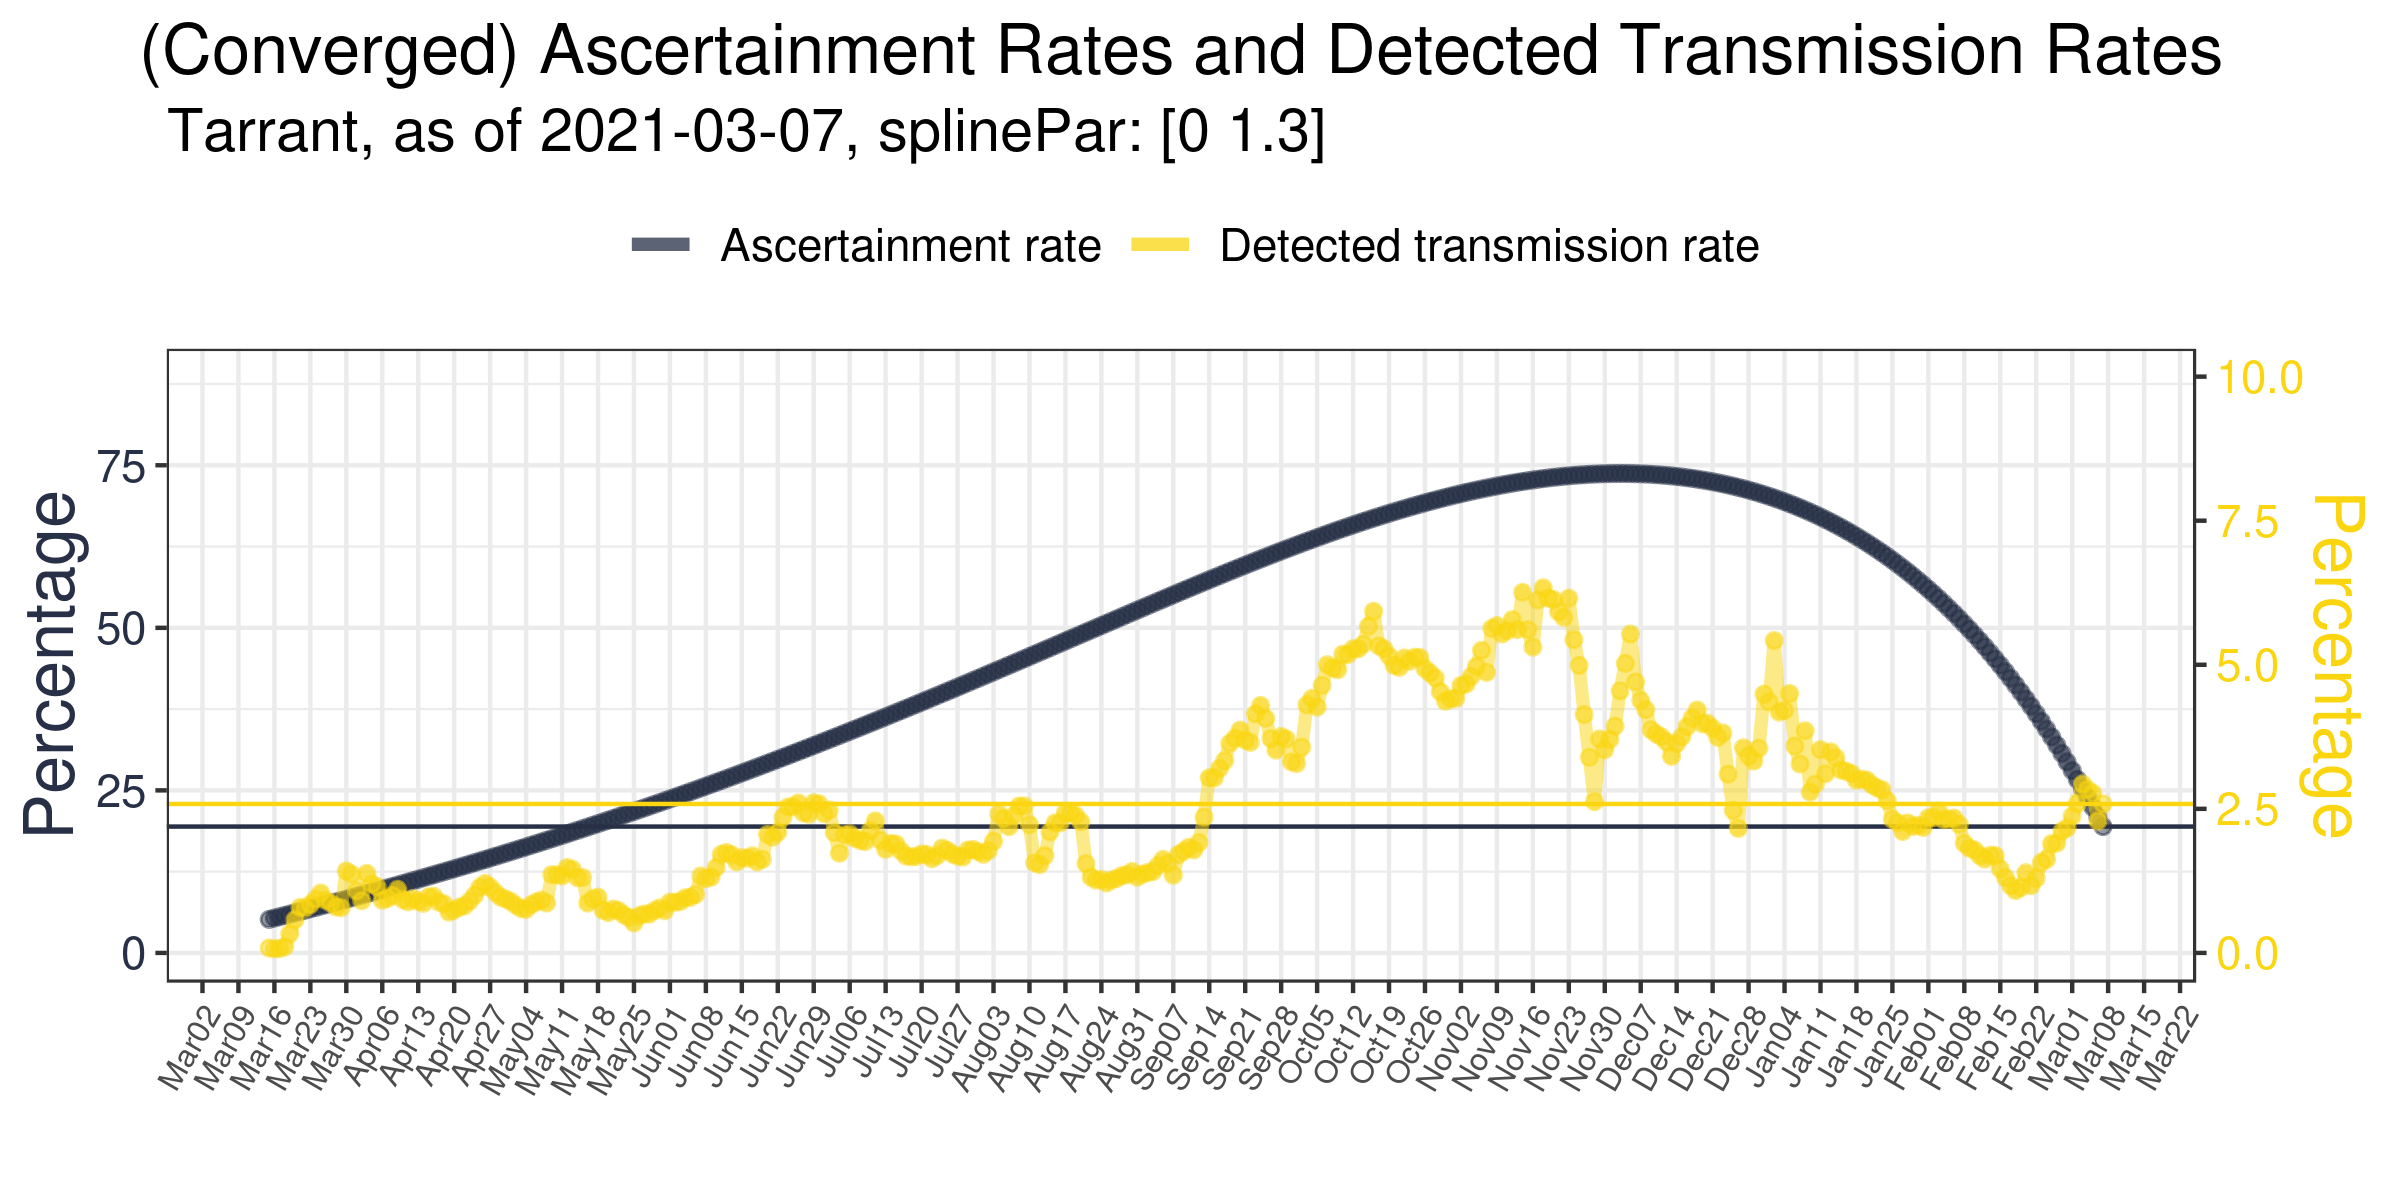 (Converged) Ascertainment Rates and Detected Transmission Rates
Tarrant, as of 2021-03-07, splinePar: [0 1.3]
Ascertainment rate
Detected transmission rate
Percentage
75
50
25
0
10.0
7.5
5.0
2.5
0.0
Percentage
Mar02
Mar09
Mar16
Mar23
Mar30
Apr06
Apr13
Apr20
Apr27
May04
May11
May18
May25
Jun01
Jun08
Jun15
Jun22
Jun29
Jul06
Jul13
Jul20
Jul27
Aug03
Aug10
Aug17
Aug24
Aug31
Sep07
Sep14
Sep21
Sep28
Oct05
Oct12
Oct19
Oct26
Nov02
Nov09
Nov16
Nov23
Nov30
Dec07
Dec14
Dec21
Dec28
Jan04
Jan11
Jan18
Jan25
Feb01
Feb08
Feb15
Feb22
Mar01
Mar08
Mar15
Mar22